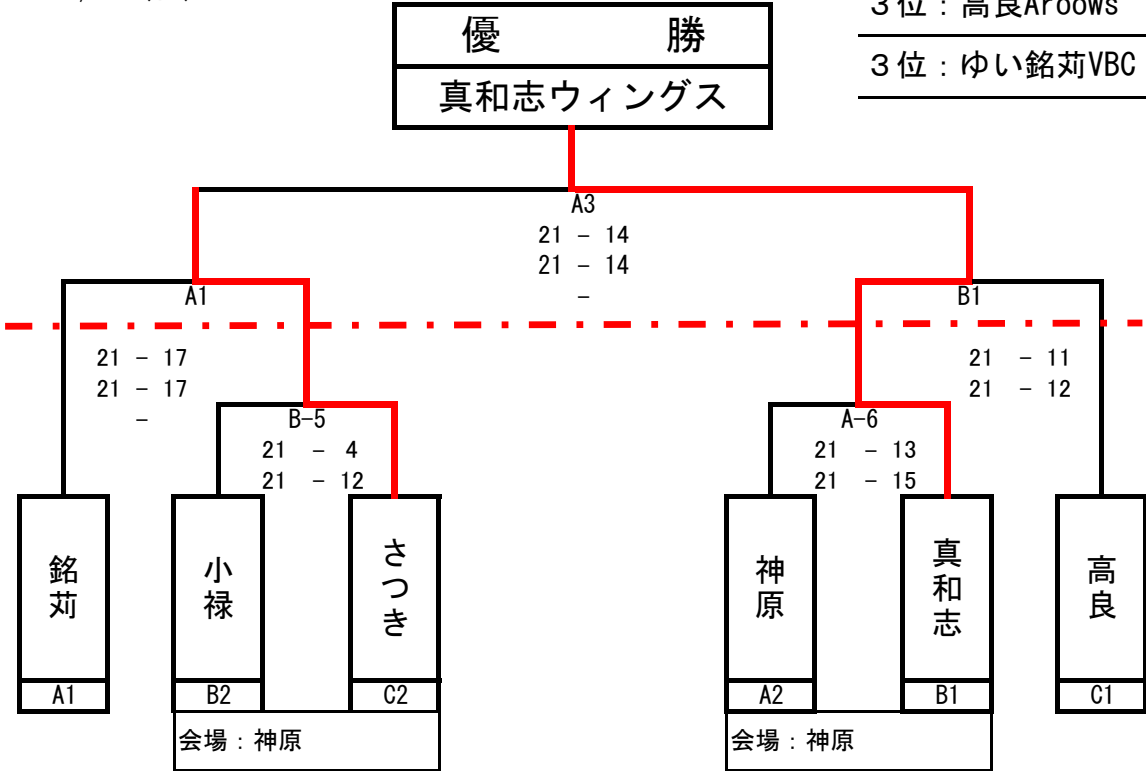 3位：高良Aroows
優　　　勝
3位：ゆい銘苅VBC
真和志ウィングス
A3
21 - 14
21 - 14
-
A1
B1
21 - 17
21 - 17
-
21 - 11
21 - 12
B-5
21 - 4
21 - 12
A-6
21 - 13
21 - 15
銘苅
小禄
さつき
神原
真和志
高良
A1
B2
C2
A2
B1
C1
会場：神原
会場：神原